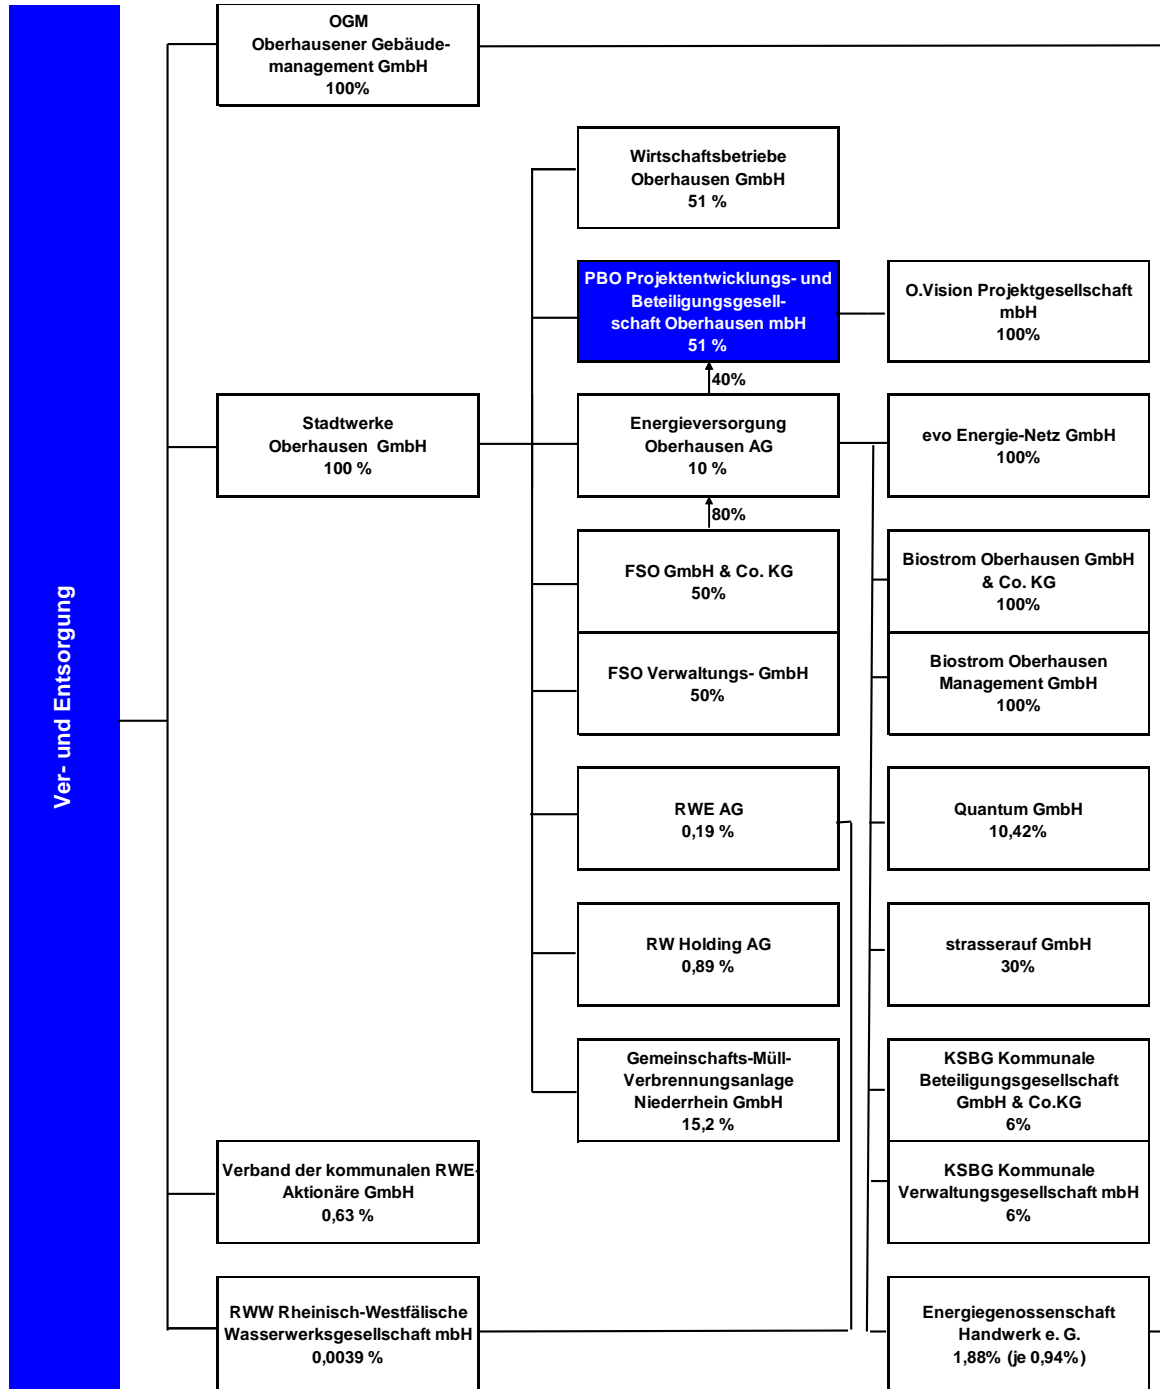 Ver- und Entsorgung
OGM
Oberhausener Gebäude-
management GmbH
100%
Stadtwerke
Oberhausen GmbH
100 %
Verband der kommunalen RWE-
Aktionäre GmbH
0,63 %
RWW Rheinisch-Westfälische
Wasserwerksgesellschaft mbH
0,0039 %
Wirtschaftsbetriebe
Oberhausen GmbH
51 %
PBO Projektentwicklungs- und
Beteiligungsgesell-
schaft Oberhausen mbH
51 %
40%
Energieversorgung
Oberhausen AG
10 %
80%
FSO GmbH & Co. KG
50%
FSO Verwaltungs- GmbH
50%
RWE AG
0,19 %
RW Holding AG
0,89 %
Gemeinschafts-Müll-
Verbrennungsanlage
Niederrhein GmbH
15,2 %
O.Vision Projektgesellschaft
mbH
100%
evo Energie-Netz GmbH
100%
Biostrom Oberhausen GmbH
& Co. KG
100%
Biostrom Oberhausen
Management GmbH
100%
Quantum GmbH
10,42%
strasserauf GmbH
30%
KSBG Kommunale
Beteiligungsgesellschaft
GmbH & Co.KG
6%
KSBG Kommunale
Verwaltungsgesellschaft mbH
6%
Energiegenossenschaft
Handwerk e. G.
1,88% (je 0,94%)